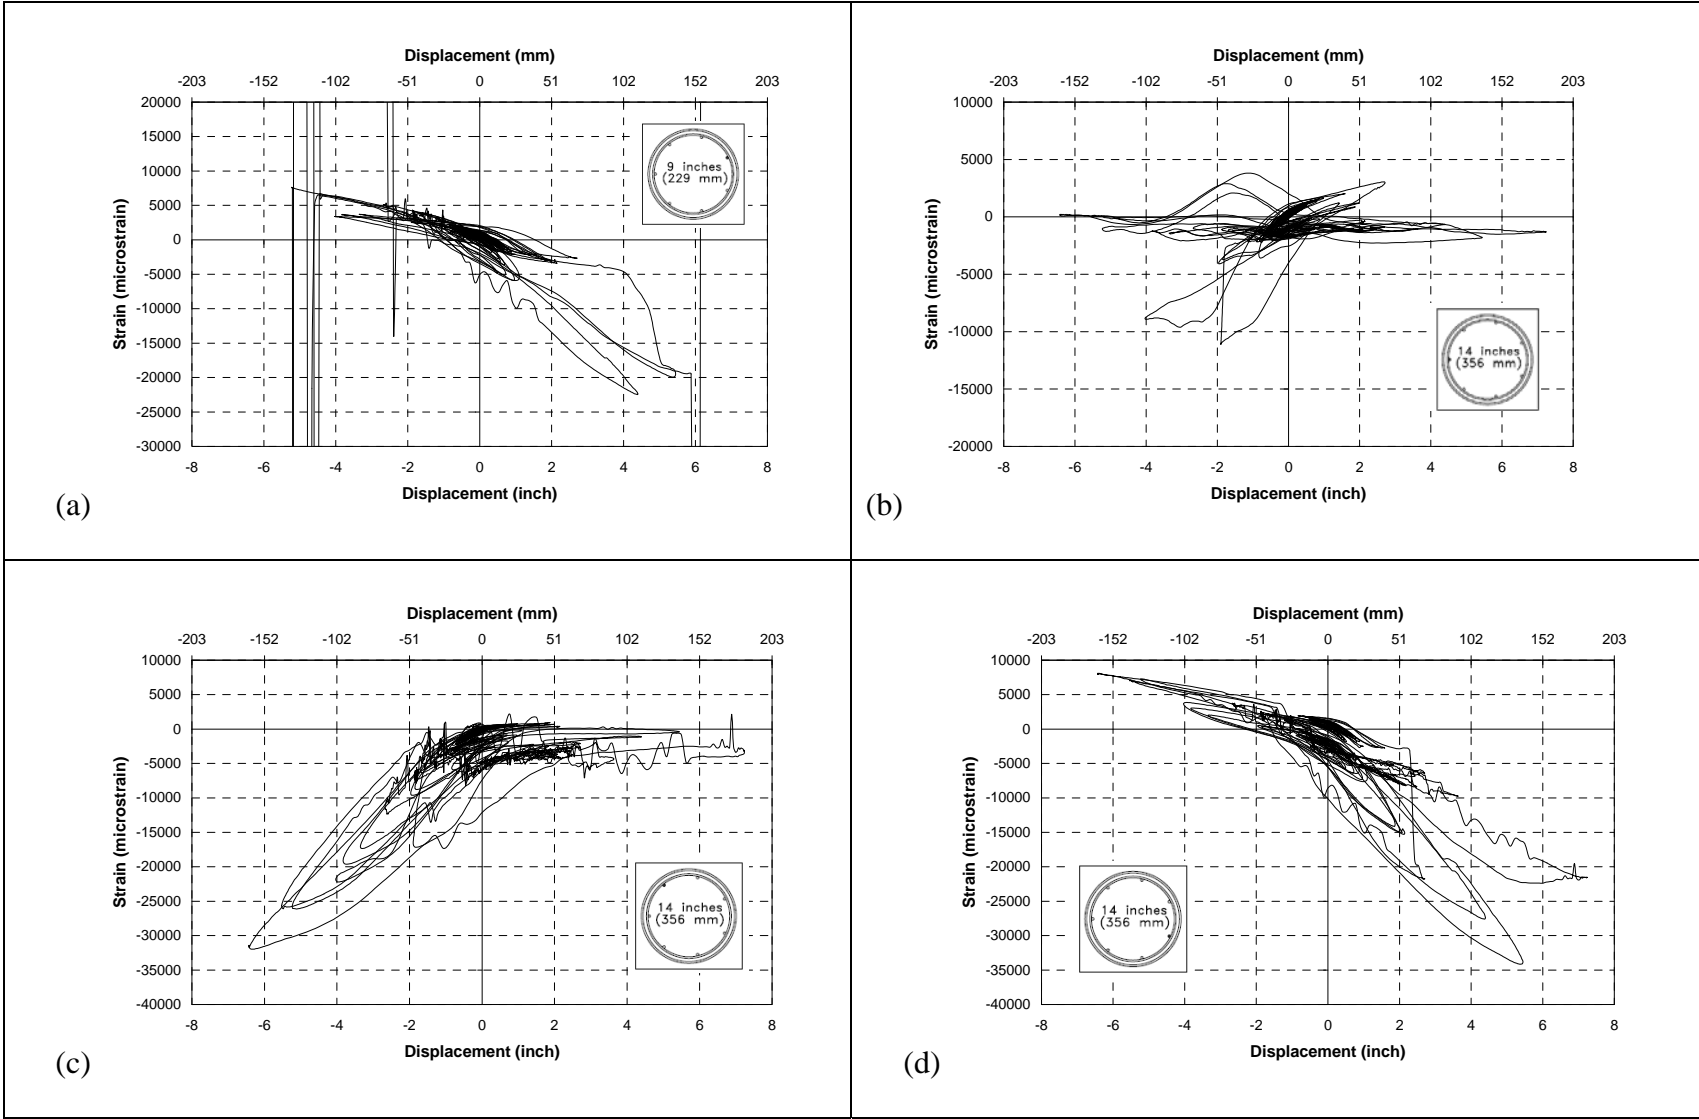 Displacement (mm)
-203 -152 -102 -51 0 51 102 152 203
20000
15000
10000
5000
0
-5000
-10000
-15000
-20000
-25000
-30000
Strain (microstrain)
9 inches
(229 mm)
-8 -6 -4 -2 0 2 4 6 8
Displacement (inch)
(a)
Displacement (mm)
-203 -152 -102 -51 0 51 102 152 203
10000
5000
0
-5000
-10000
-15000
-20000
Strain (microstrain)
14 inches
(356 mm)
-8 -6 -4 -2 0 2 4 6 8
Displacement (inch)
(b)
Displacement (mm)
-203 -152 -102 -51 0 51 102 152 203
10000
5000
0
-5000
-10000
-15000
-20000
-25000
-30000
-35000
-40000
Strain (microstrain)
14 inches
(356 mm)
-8 -6 -4 -2 0 2 4 6 8
Displacement (inch)
(c)
Displacement (mm)
-203 -152 -102 -51 0 51 102 152 203
10000
5000
0
-5000
-10000
-15000
-20000
-25000
-30000
-35000
-40000
Strain (microstrain)
14 inches
(356 mm)
-8 -6 -4 -2 0 2 4 6 8
Displacement (inch)
(d)